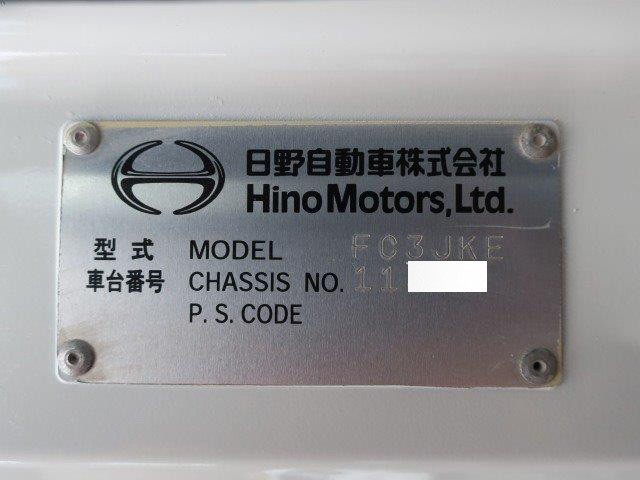 日野自動車株式会社
Hino Motors, Ltd.
型式 MODEL FC3JKE
車台番号 CHASSIS NO. 11
P. S. CODE